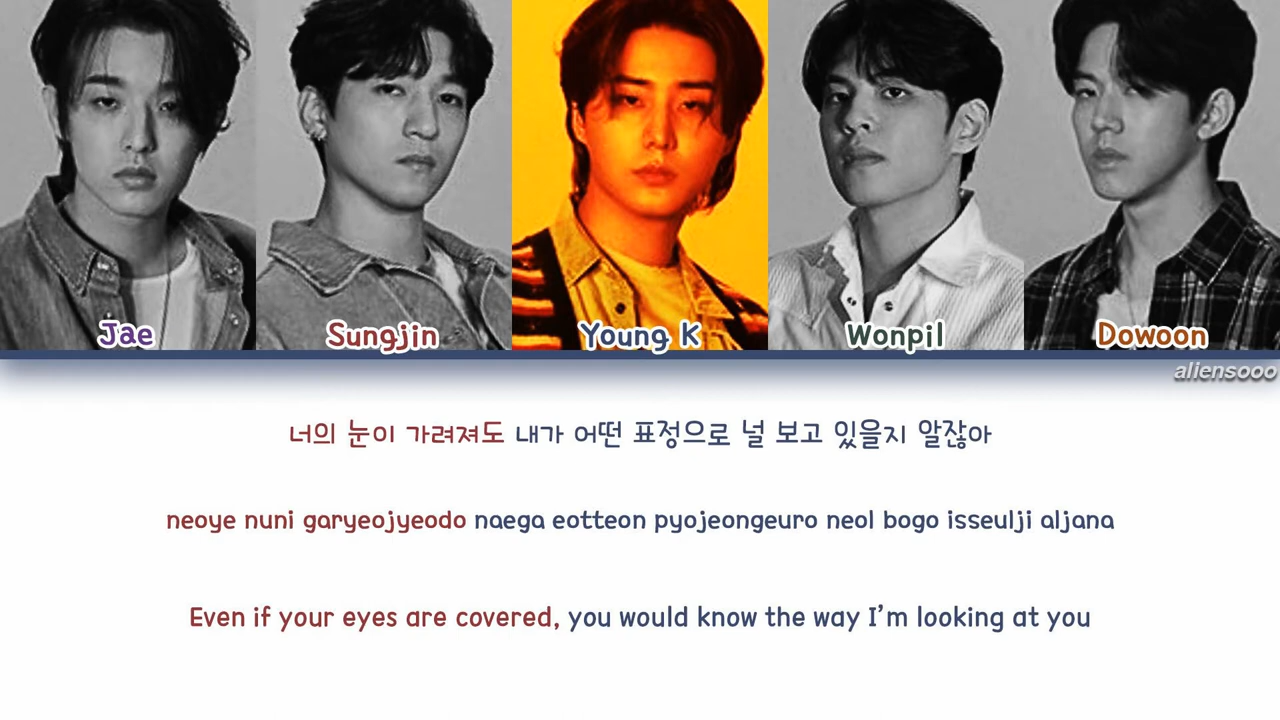 Jae Sungjin Young K Wonpil Dowoon
aliensooo
너의 눈이 가려져도 내가 어떤 표정으로 널 보고 있을지 알잖아
neoye nuni garyeojyeodo naega eotteon pyojeongeuro neol bogo isseulji aljana
Even if your eyes are covered, you would know the way I’m looking at you